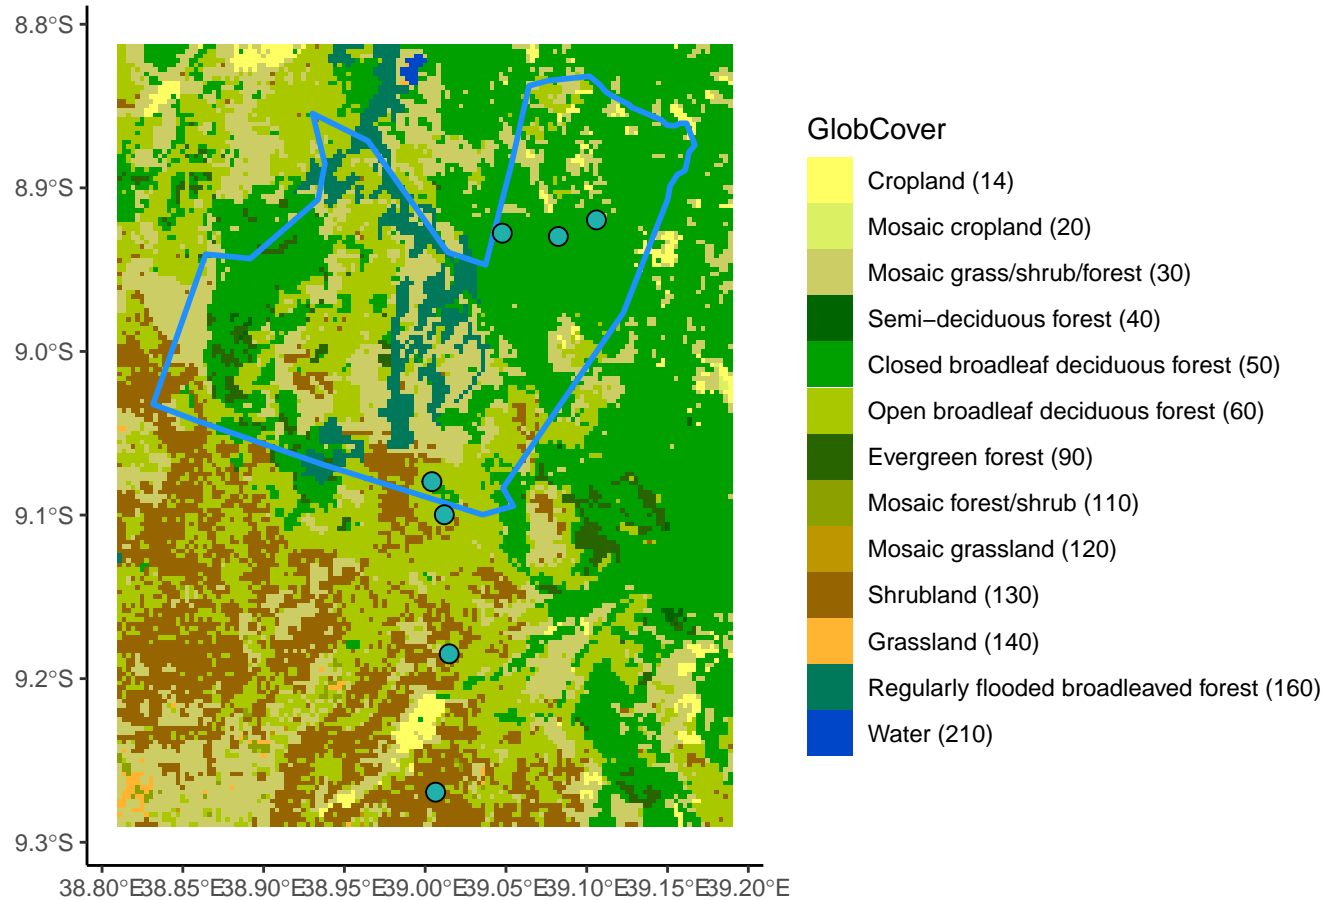 8.8°S
8.9°S
9.0°S
9.1°S
9.2°S
9.3°S
38.80°E38.85°E38.90°E38.95°E39.00°E39.05°E39.10°E39.15°E39.20°E
GlobCover
Cropland (14)
Mosaic cropland (20)
Mosaic grass/shrub/forest (30)
Semi−deciduous forest (40)
Closed broadleaf deciduous forest (50)
Open broadleaf deciduous forest (60)
Evergreen forest (90)
Mosaic forest/shrub (110)
Mosaic grassland (120)
Shrubland (130)
Grassland (140)
Regularly flooded broadleaved forest (160)
Water (210)